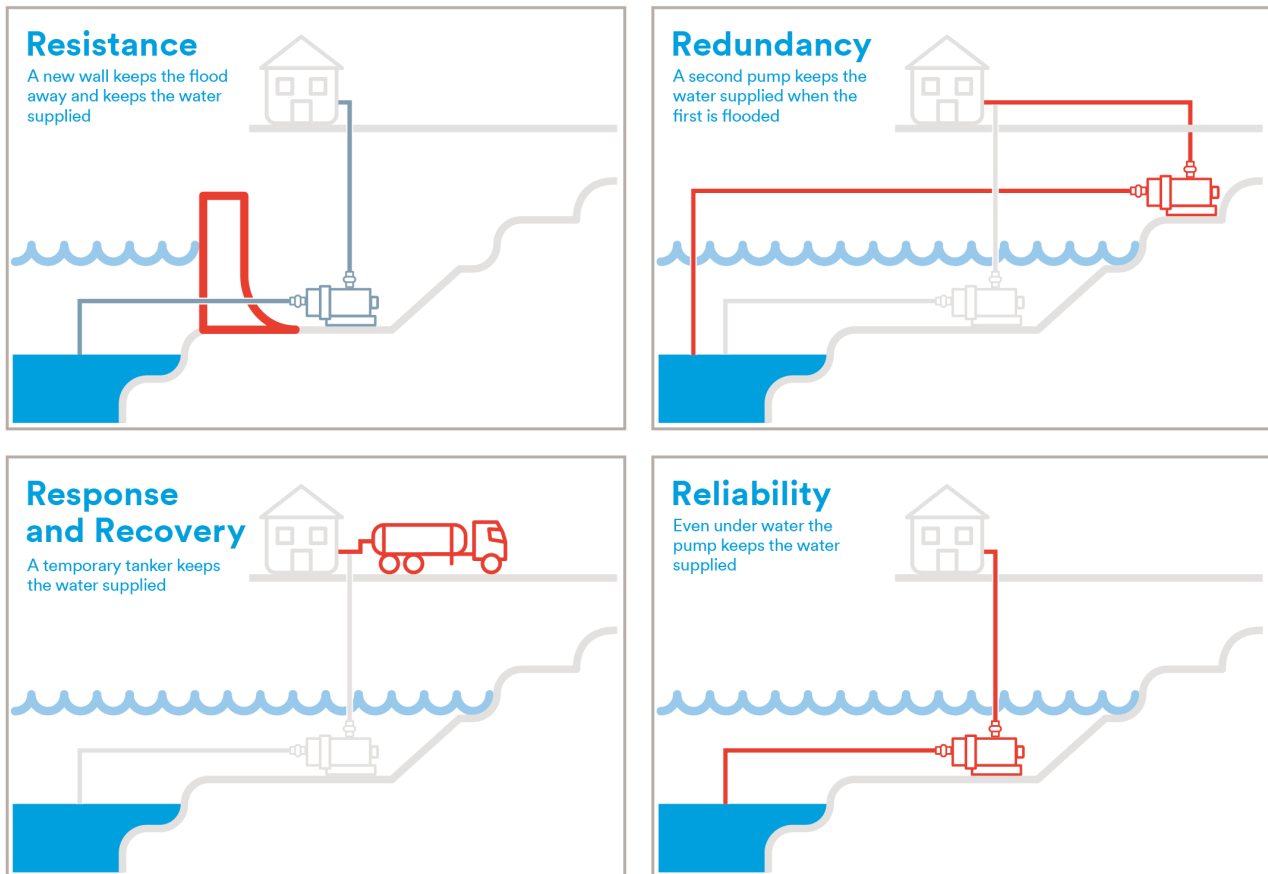 Resistance
A new wall keeps the flood
away and keeps the water
supplied
Redundancy
A second pump keeps the
water supplied when the
first is flooded
Response
and Recovery
A temporary tanker keeps
the water supplied
Reliability
Even under water the
pump keeps the water
supplied